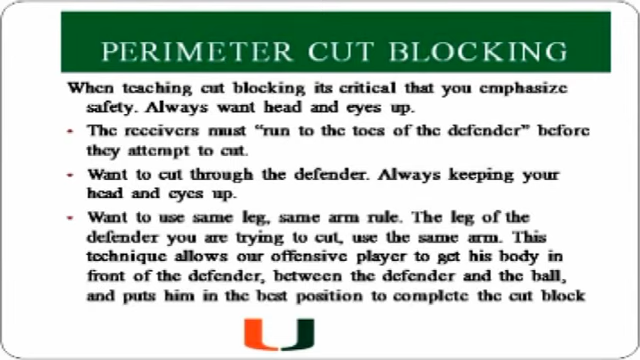 PERIMETER CUT BLOCKING
When teaching cut blocking its critical that you emphasize
safety. Always want head and eyes up.
• The receivers must “run to the toes of the defender” before
they attempt to cut.
• Want to cut through the defender. Always keeping your
head and eyes up.
• Want to use same leg, same arm rule. The leg of the
defender you are trying to cut, use the same arm. This
technique allows our offensive player to get his body in
front of the defender, between the defender and the ball,
and puts him in the best position to complete the cut block